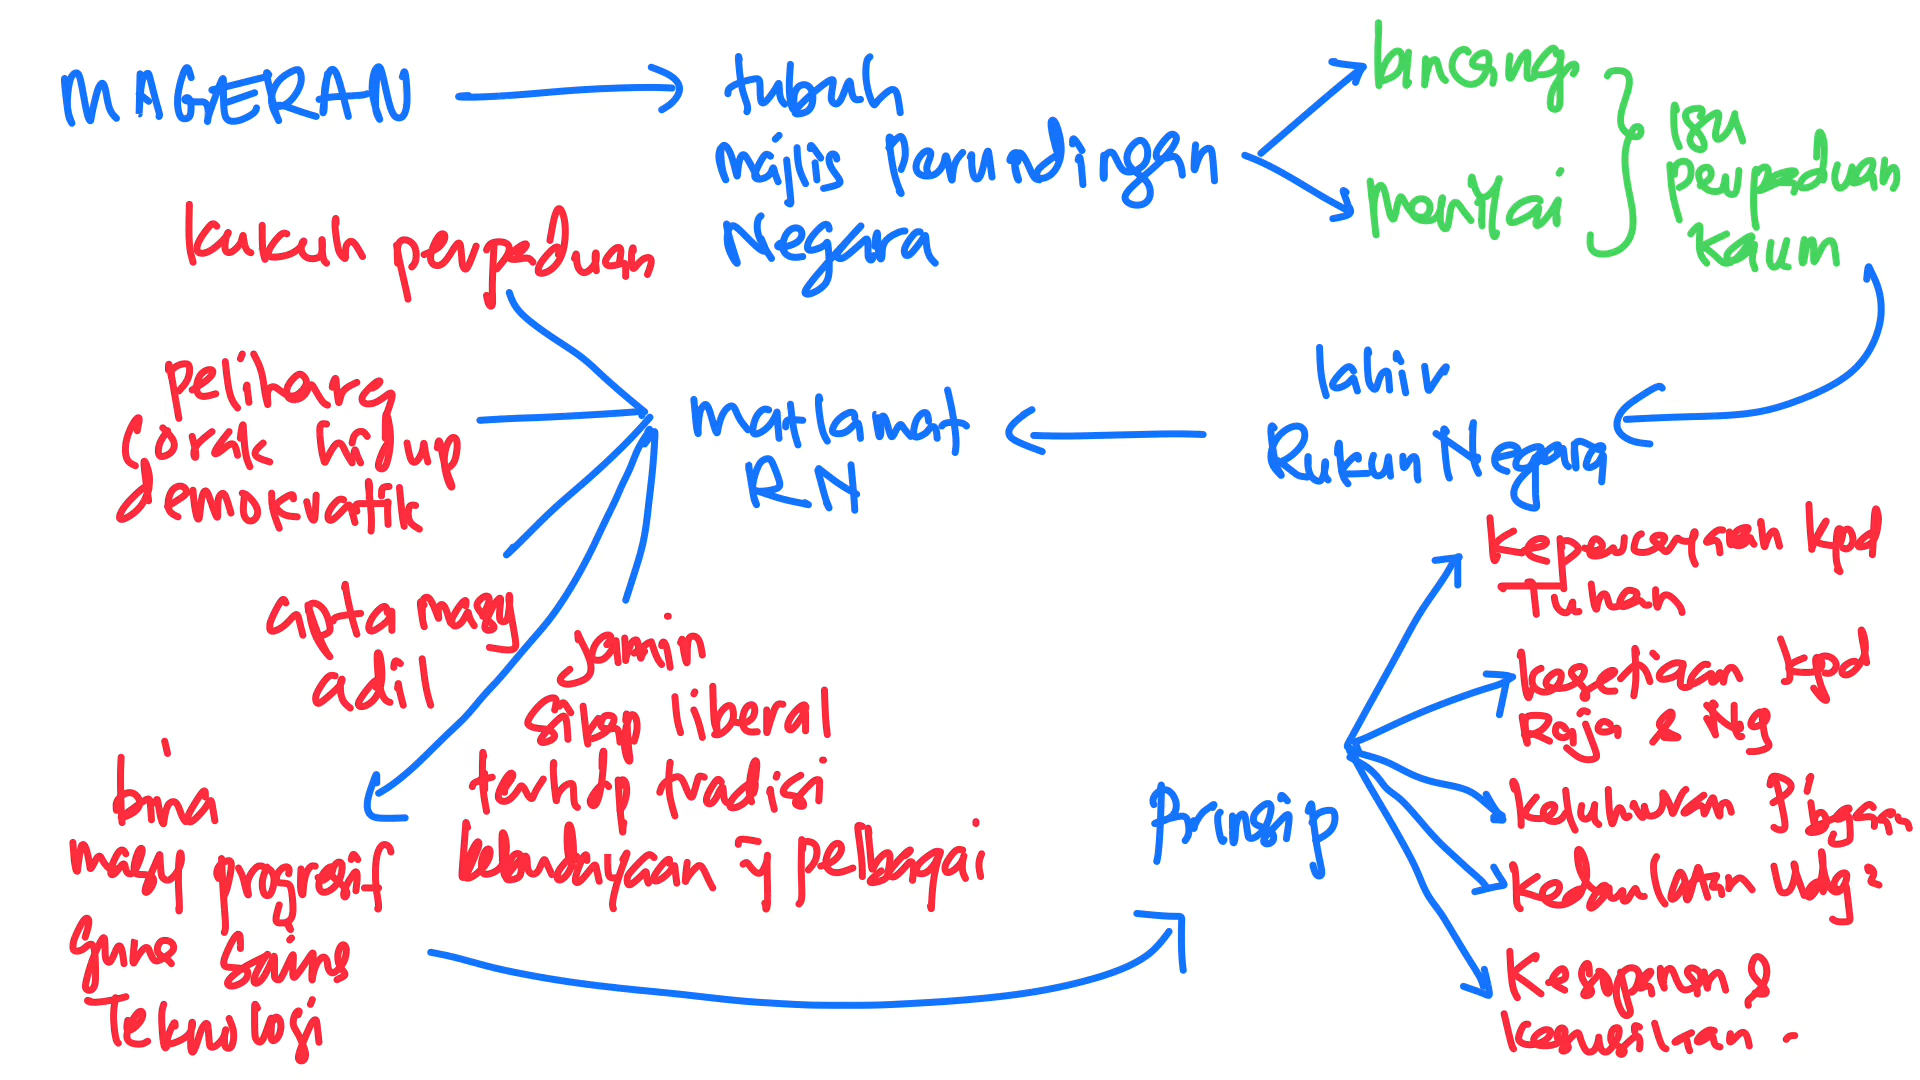 MAGERAN
tubuh
majlis perundingan
Negara
bincang
menilai
isu
perpaduan
kaum
lahir
Rukun Negara
matlamat
RN
kukuh perpaduan
pelihara
corak hidup
demokratik
cipta masy
adil
jamin
sikap liberal
terhdp tradisi
kebudayaan y pelbagai
bina
masy progresif
guna sains
Teknologi
Prinsip
Kepercayaan kpd
Tuhan
kesetiaan kpd
Raja & Ng
keluhuran P'bgaan
kedaulatan Udg²
Kesopanan &
kesusilaan.